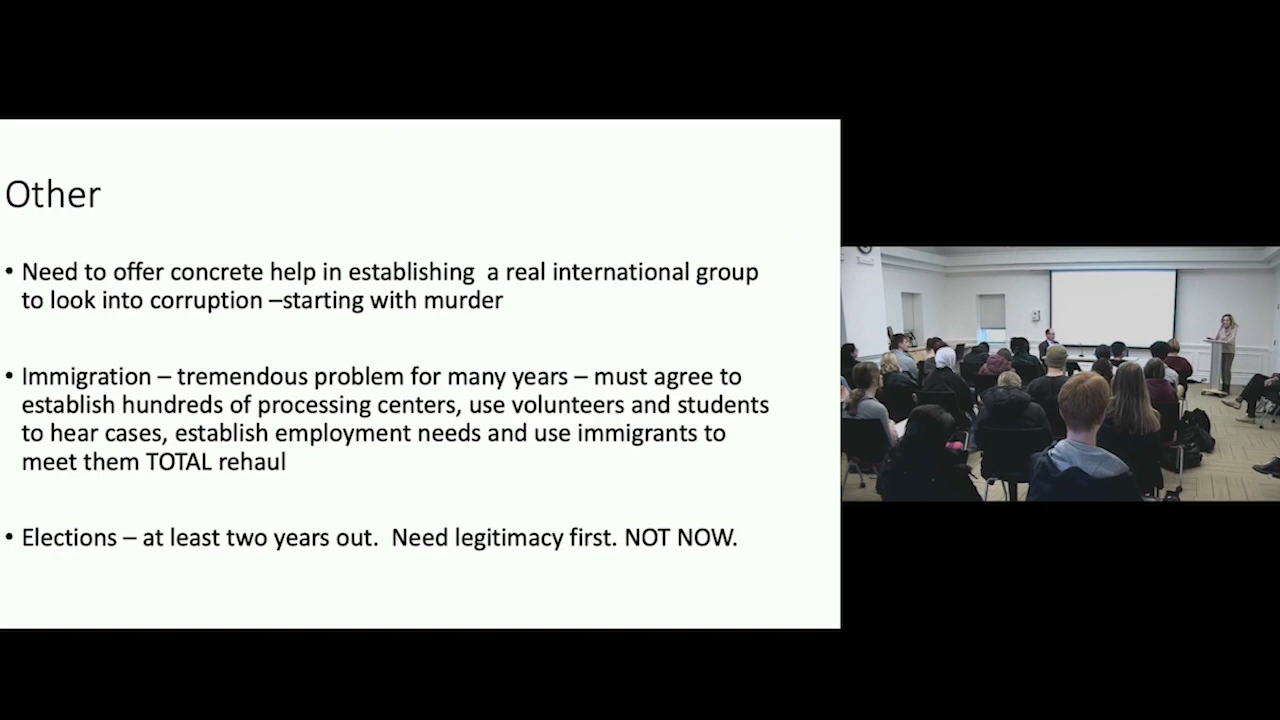 Other
• Need to offer concrete help in establishing  a real international group
to look into corruption –starting with murder
• Immigration – tremendous problem for many years – must agree to
establish hundreds of processing centers, use volunteers and students
to hear cases, establish employment needs and use immigrants to
meet them TOTAL rehaul
• Elections – at least two years out.  Need legitimacy first. NOT NOW.